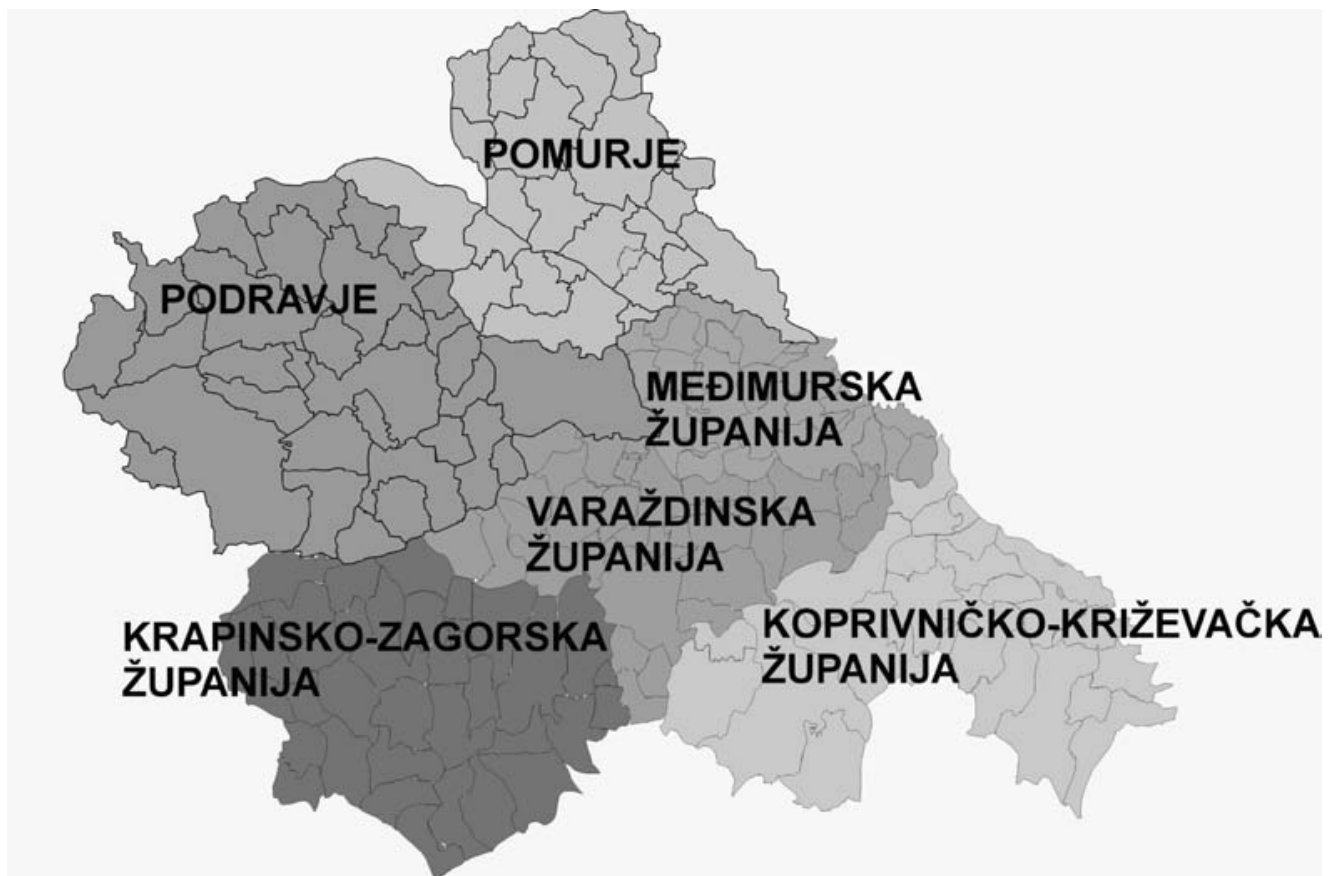 POMURJE
PODRAVJE
MEĐIMURSKA
ŽUPANIJA
VARAŽDINSKA
ŽUPANIJA
KRAPINSKO-ZAGORSKA
ŽUPANIJA
KOPRIVNIČKO-KRIŽEVAČKA
ŽUPANIJA